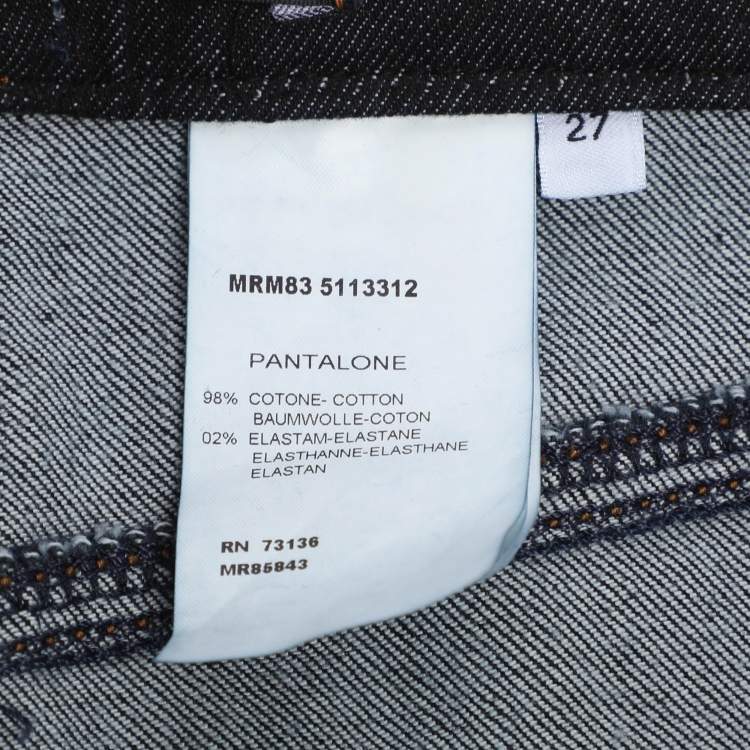 27
MRM83 5113312
PANTALONE
98% COTONE- COTTON
BAUMWOLLE-COTON
02% ELASTAM-ELASTANE
ELASTHANNE-ELASTHANE
ELASTAN
RN 73136
MR85843